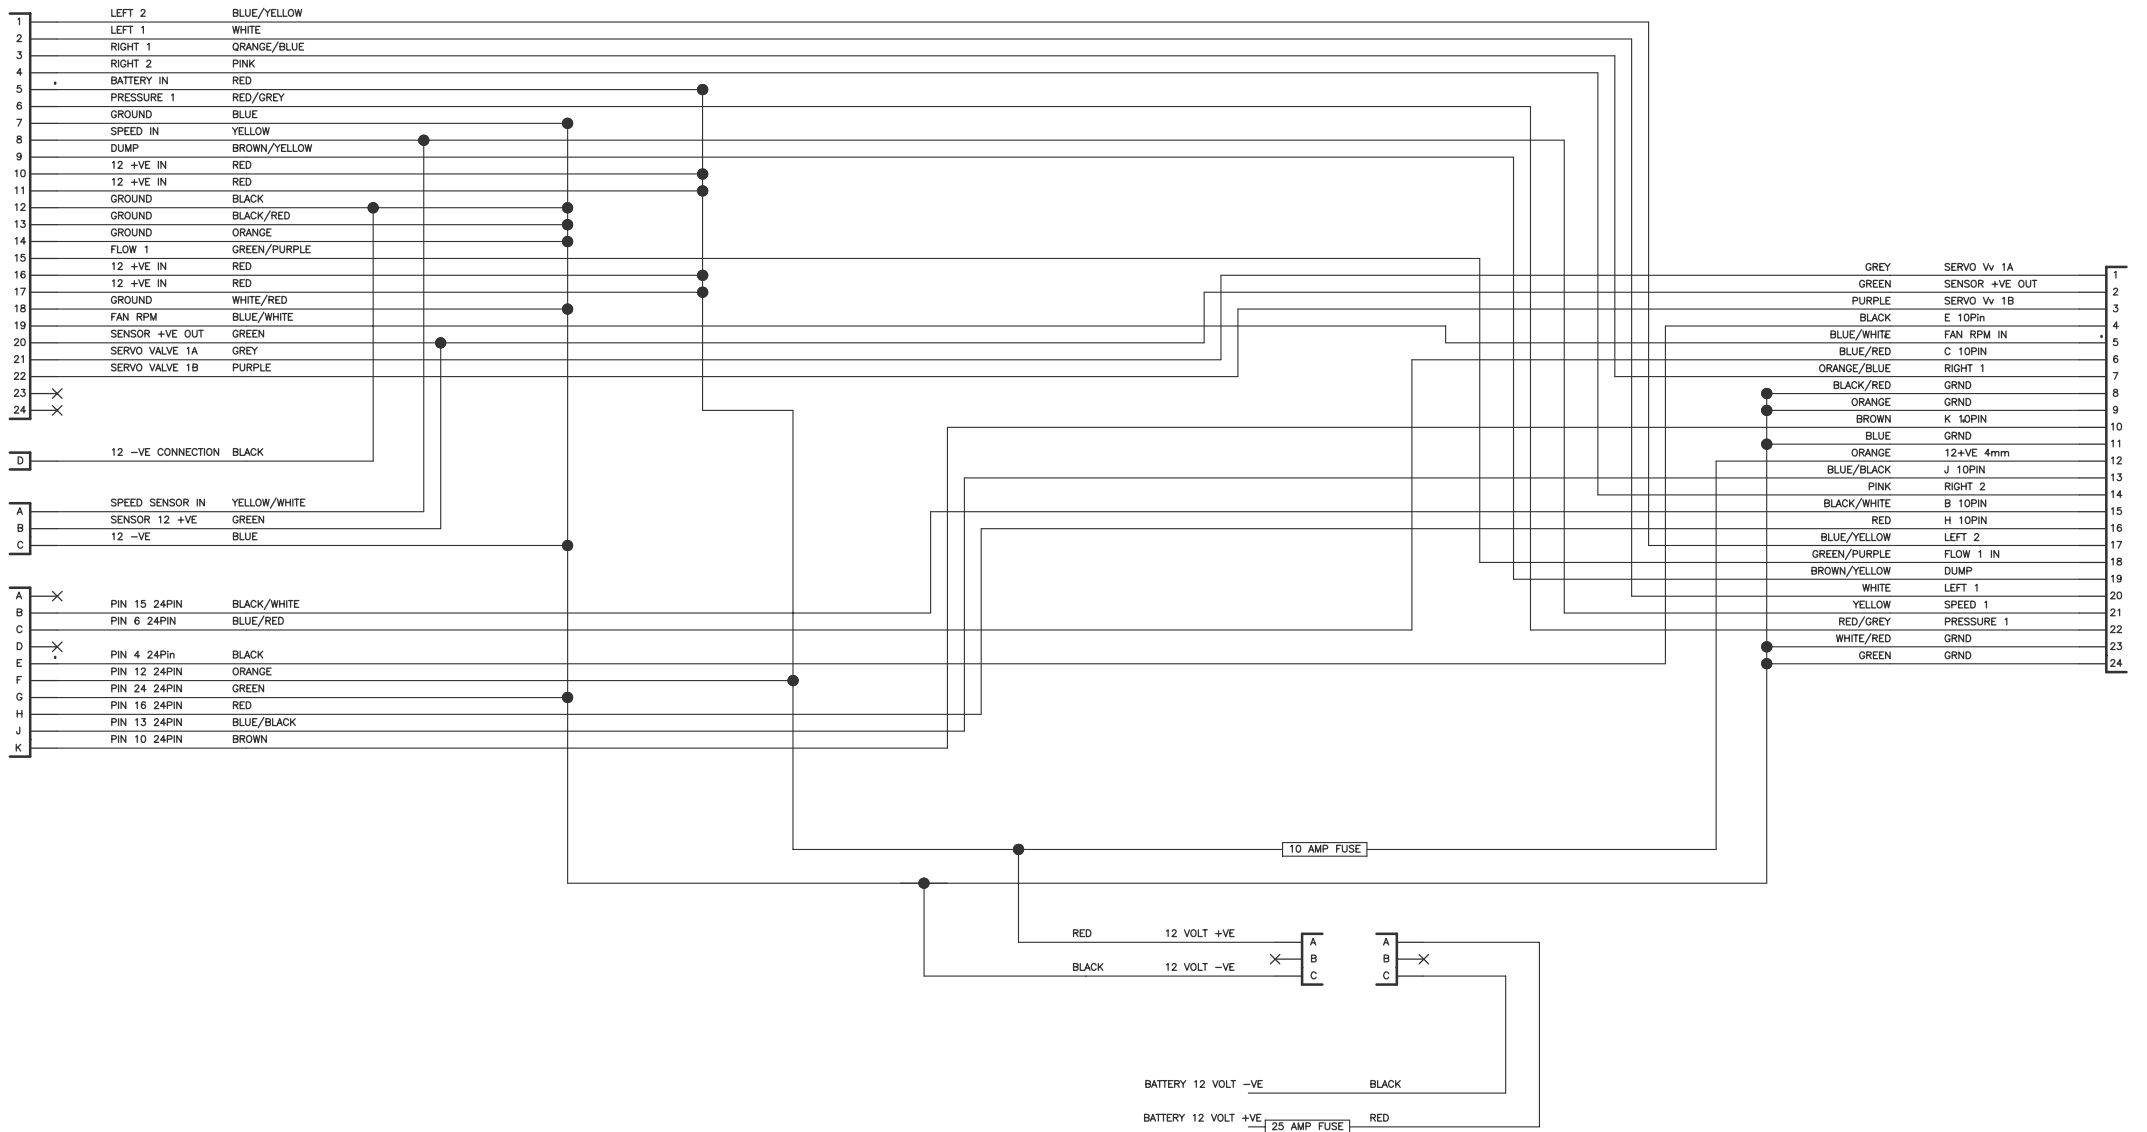 LEFT 2 BLUE/YELLOW
1
LEFT 1 WHITE
2
RIGHT 1 QRANGE/BLUE
3
RIGHT 2 PINK
4
BATTERY IN RED
5
PRESSURE 1 RED/GREY
6
GROUND BLUE
7
SPEED IN YELLOW
8
DUMP BROWN/YELLOW
9
12 +VE IN RED
10
12 +VE IN RED
11
GROUND BLACK
12
GROUND BLACK/RED
13
GROUND ORANGE
14
FLOW 1 GREEN/PURPLE
15
12 +VE IN RED
16
12 +VE IN RED
17
GROUND WHITE/RED
18
FAN RPM BLUE/WHITE
19
SENSOR +VE OUT GREEN
20
SERVO VALVE 1A GREY
21
SERVO VALVE 1B PURPLE
22
23
24
12 -VE CONNECTION BLACK
D
SPEED SENSOR IN YELLOW/WHITE
A
SENSOR 12 +VE GREEN
B
12 -VE BLUE
C
A
PIN 15 24PIN BLACK/WHITE
B
PIN 6 24PIN BLUE/RED
C
D
PIN 4 24Pin BLACK
E
PIN 12 24PIN ORANGE
F
PIN 24 24PIN GREEN
G
PIN 16 24PIN RED
H
PIN 13 24PIN BLUE/BLACK
J
PIN 10 24PIN BROWN
K
GREY SERVO Vv 1A
1
GREEN SENSOR +VE OUT
2
PURPLE SERVO Vv 1B
3
BLACK E 10Pin
4
BLUE/WHITE FAN RPM IN
5
BLUE/RED C 10PIN
6
ORANGE/BLUE RIGHT 1
7
BLACK/RED GRND
8
ORANGE GRND
9
BROWN K 10PIN
10
BLUE GRND
11
ORANGE 12+VE 4mm
12
BLUE/BLACK J 10PIN
13
PINK RIGHT 2
14
BLACK/WHITE B 10PIN
15
RED H 10PIN
16
BLUE/YELLOW LEFT 2
17
GREEN/PURPLE FLOW 1 IN
18
BROWN/YELLOW DUMP
19
WHITE LEFT 1
20
YELLOW SPEED 1
21
RED/GREY PRESSURE 1
22
WHITE/RED GRND
23
GREEN GRND
24
10 AMP FUSE
RED 12 VOLT +VE
A A
B B
BLACK 12 VOLT -VE
C C
BATTERY 12 VOLT -VE BLACK
BATTERY 12 VOLT +VE 25 AMP FUSE RED